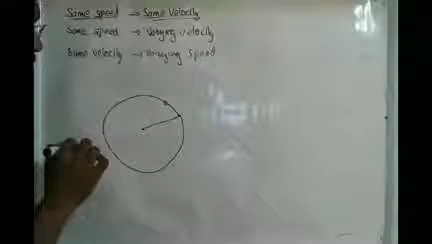 Same speed → Same velocity
Same speed → Varying velocity
Same velocity → Varying speed